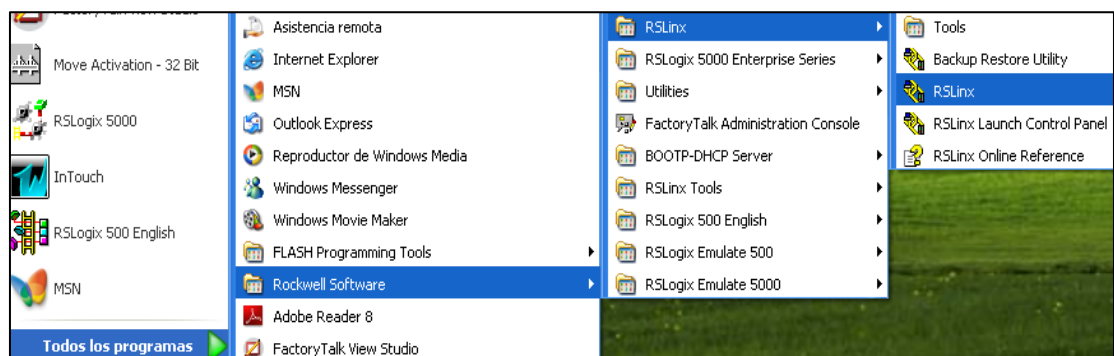 FactoryTalk View Studio
Move Activation - 32 Bit
RSLogix 5000
InTouch
RSLogix 500 English
MSN
Todos los programas
Asistencia remota
Internet Explorer
MSN
Outlook Express
Reproductor de Windows Media
Windows Messenger
Windows Movie Maker
FLASH Programming Tools
Rockwell Software
Adobe Reader 8
FactoryTalk View Studio
RSLinx
RSLogix 5000 Enterprise Series
Utilities
FactoryTalk Administration Console
BOOTP-DHCP Server
RSLinx Tools
RSLogix 500 English
RSLogix Emulate 500
RSLogix Emulate 5000
Tools
Backup Restore Utility
RSLinx
RSLinx Launch Control Panel
RSLinx Online Reference